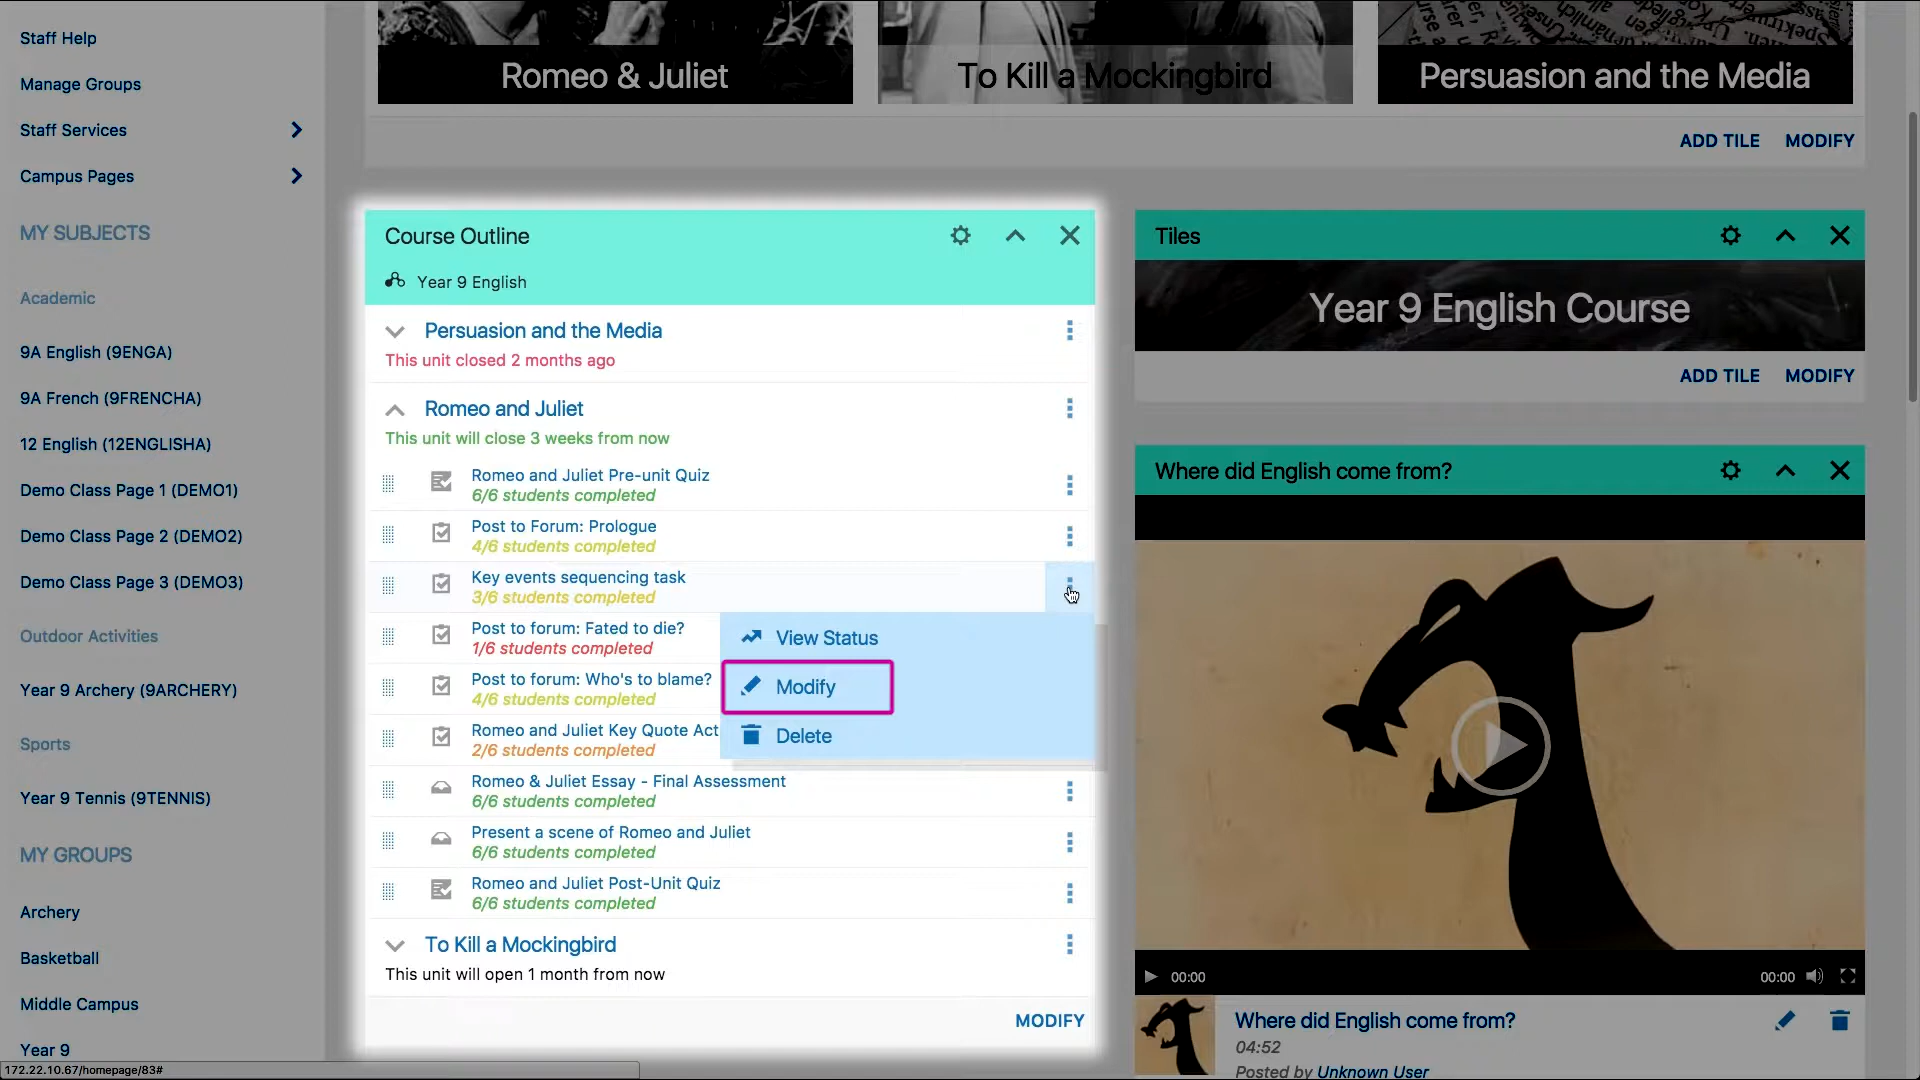 Staff Help
Manage Groups
Staff Services
Campus Pages
MY SUBJECTS
Academic
9A English (9ENGA)
9A French (9FRENCHA)
12 English (12ENGLISHA)
Demo Class Page 1 (DEMO1)
Demo Class Page 2 (DEMO2)
Demo Class Page 3 (DEMO3)
Outdoor Activities
Year 9 Archery (9ARCHERY)
Sports
Year 9 Tennis (9TENNIS)
MY GROUPS
Archery
Basketball
Middle Campus
Year 9
172.22.10.67/homepage/83#
Romeo & Juliet
To Kill a Mockingbird
Persuasion and the Media
ADD TILE MODIFY
Course Outline
Year 9 English
Persuasion and the Media
This unit closed 2 months ago
Romeo and Juliet
This unit will close 3 weeks from now
Romeo and Juliet Pre-unit Quiz
6/6 students completed
Post to Forum: Prologue
4/6 students completed
Key events sequencing task
3/6 students completed
Post to forum: Fated to die?
1/6 students completed
Post to forum: Who's to blame?
4/6 students completed
Romeo and Juliet Key Quote Act
2/6 students completed
View Status
Modify
Delete
Romeo & Juliet Essay - Final Assessment
6/6 students completed
Present a scene of Romeo and Juliet
6/6 students completed
Romeo and Juliet Post-Unit Quiz
6/6 students completed
To Kill a Mockingbird
This unit will open 1 month from now
MODIFY
Tiles
Year 9 English Course
ADD TILE MODIFY
Where did English come from?
00:00 00:00
Where did English come from?
04:52
Posted by Unknown User